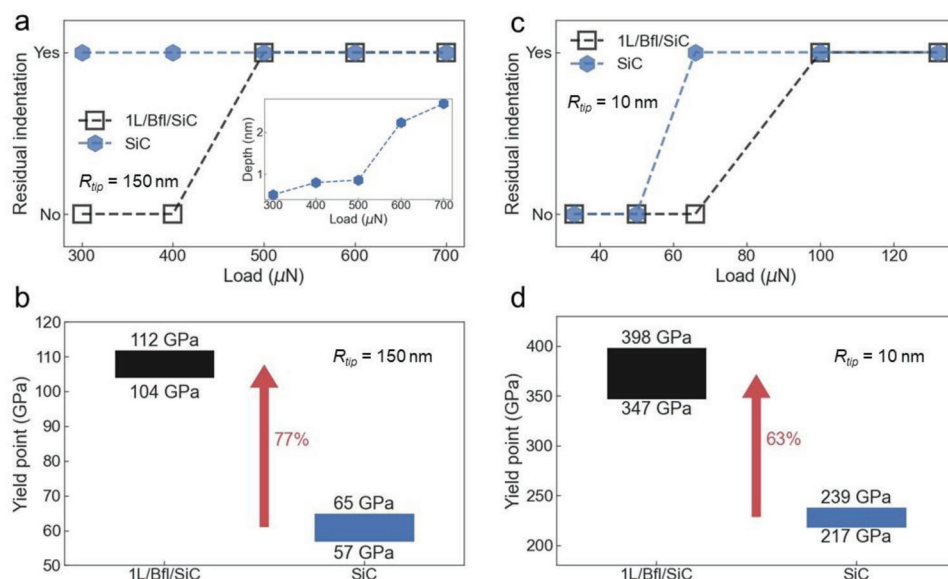 a
Residual indentation
Yes
No
1L/Bfl/SiC
SiC
R_tip = 150 nm
Depth (nm)
2
1
300 400 500 600 700
Load (μN)
300 400 500 600 700
Load (μN)
c
Residual indentation
Yes
No
1L/Bfl/SiC
SiC
R_tip = 10 nm
40 60 80 100 120
Load (μN)
b
Yield point (GPa)
120
110
100
90
80
70
60
50
112 GPa
104 GPa
R_tip = 150 nm
77%
65 GPa
57 GPa
1L/Bfl/SiC SiC
d
Yield point (GPa)
400
350
300
250
200
398 GPa
347 GPa
R_tip = 10 nm
63%
239 GPa
217 GPa
1L/Bfl/SiC SiC